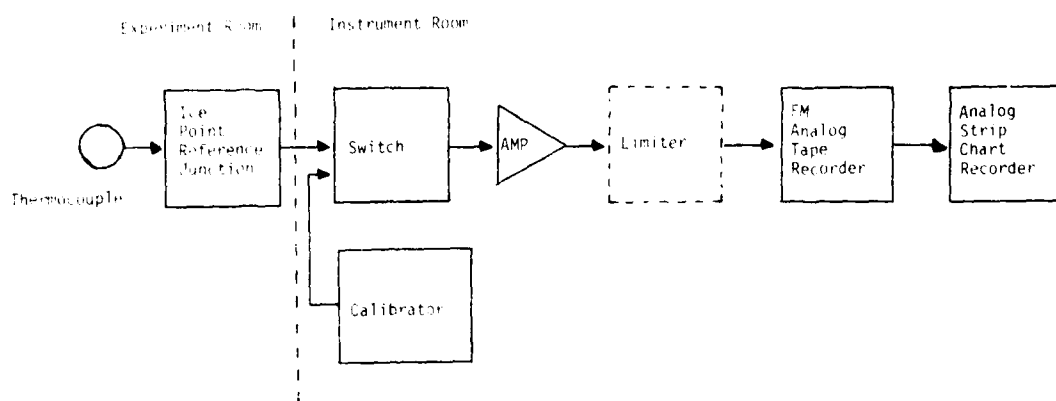 Experiment Room
Instrument Room
Thermocouple
Ice
Point
Reference
Junction
Switch
AMP
Limiter
FM
Analog
Tape
Recorder
Analog
Strip
Chart
Recorder
Calibrator